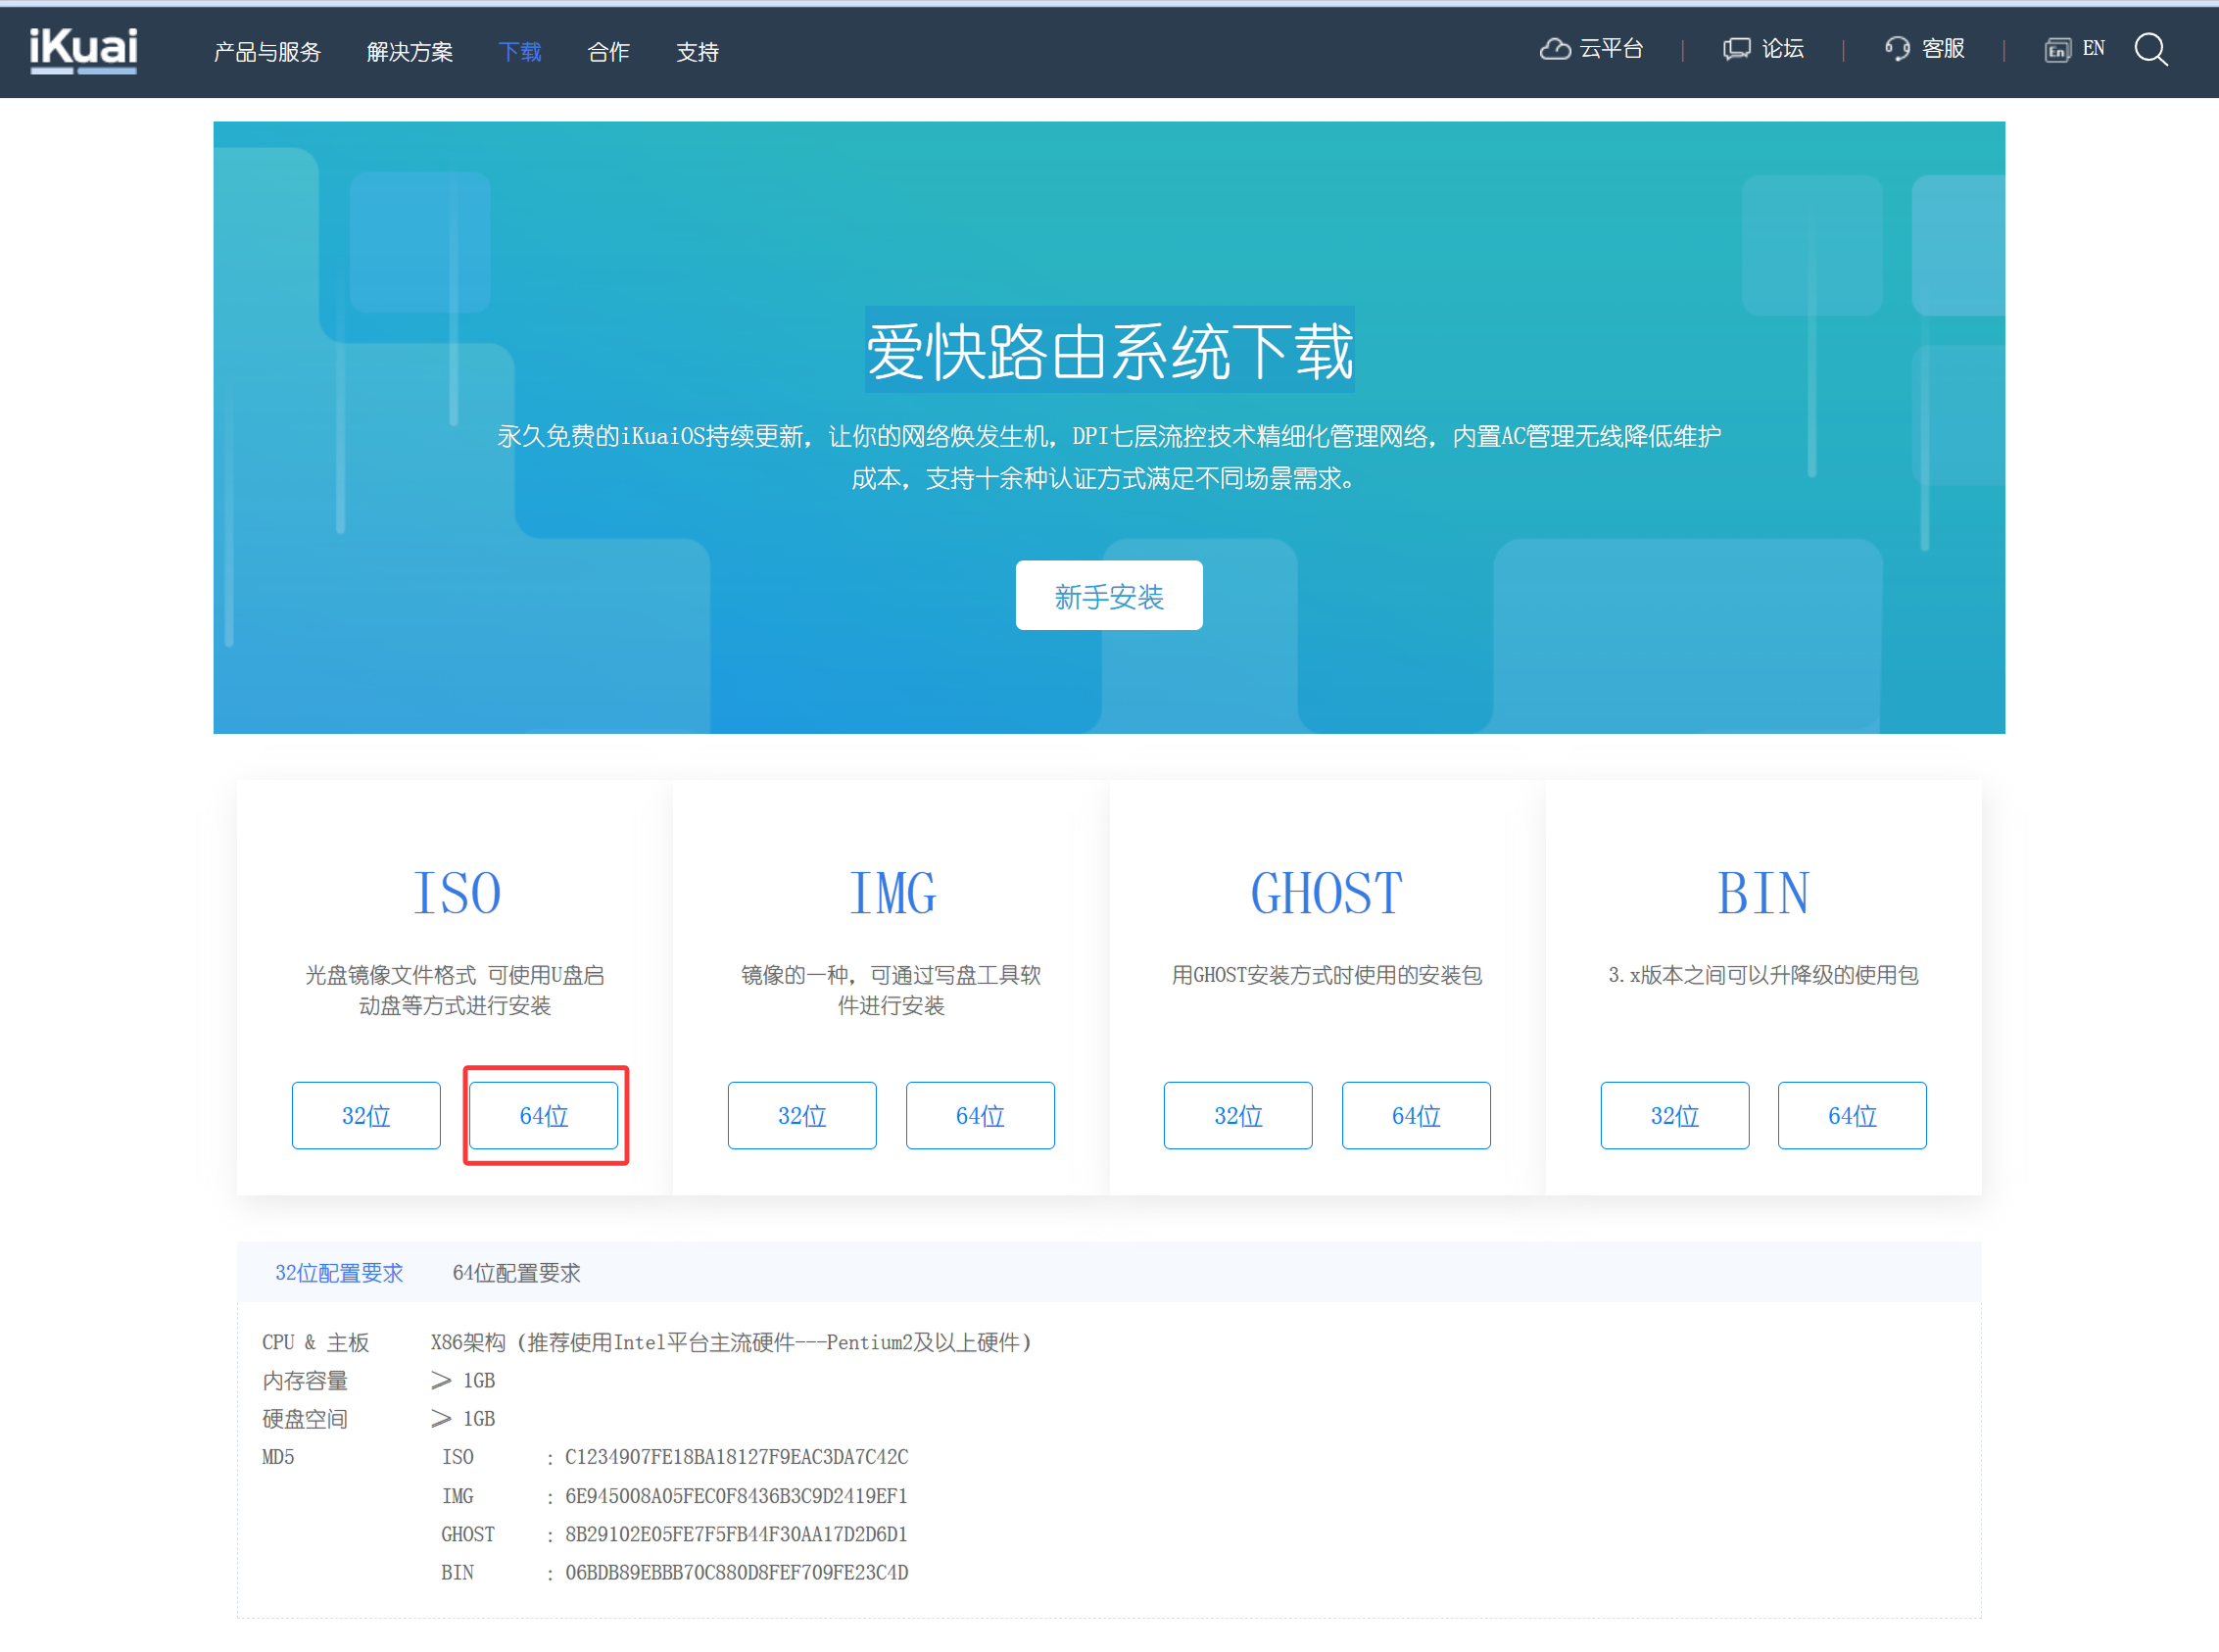 iKuai 产品与服务 解决方案 下载 合作 支持 云平台 | 论坛 | 客服 | En EN
爱快路由系统下载
永久免费的iKuaiOS持续更新，让你的网络焕发生机，DPI七层流控技术精细化管理网络，内置AC管理无线降低维护
成本，支持十余种认证方式满足不同场景需求。
新手安装
ISO
光盘镜像文件格式 可使用U盘启
动盘等方式进行安装
32位 64位
IMG
镜像的一种，可通过写盘工具软
件进行安装
32位 64位
GHOST
用GHOST安装方式时使用的安装包
32位 64位
BIN
3.x版本之间可以升降级的使用包
32位 64位
32位配置要求 64位配置要求
CPU & 主板 X86架构（推荐使用Intel平台主流硬件---Pentium2及以上硬件）
内存容量 ≥ 1GB
硬盘空间 ≥ 1GB
MD5 ISO : C1234907FE18BA18127F9EAC3DA7C42C
IMG : 6E945008A05FEC0F8436B3C9D2419EF1
GHOST : 8B29102E05FE7F5FB44F30AA17D2D6D1
BIN : 06BDB89EBBB70C880D8FEF709FE23C4D